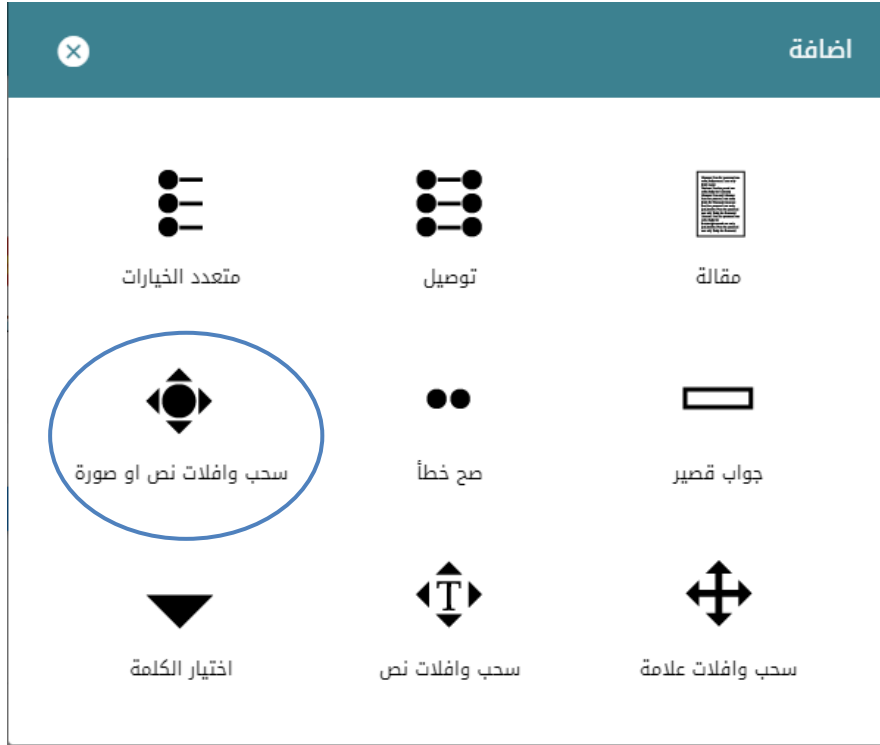 اضافة
مقالة
توصيل
متعدد الخيارات
جواب قصير
صح خطأ
سحب وافلات نص او صورة
T
سحب وافلات علامة
سحب وافلات نص
اختيار الكلمة